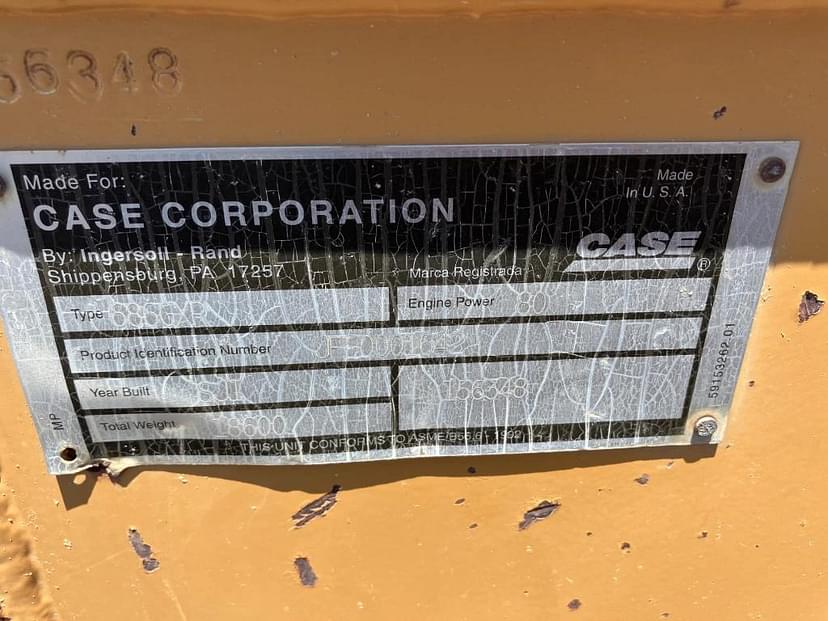 56348
Made For:
CASE CORPORATION
By: Ingersoll - Rand
Shippensburg, PA 17257
Made
In U. S. A.
CASE ®
Marca Registrada
Type 686G
Engine Power 80
Product Identification Number
Year Built
156348
Total Weight 8600
THIS UNIT CONFORMS TO ASME/B56.6 - 1992
MP
59153262 01